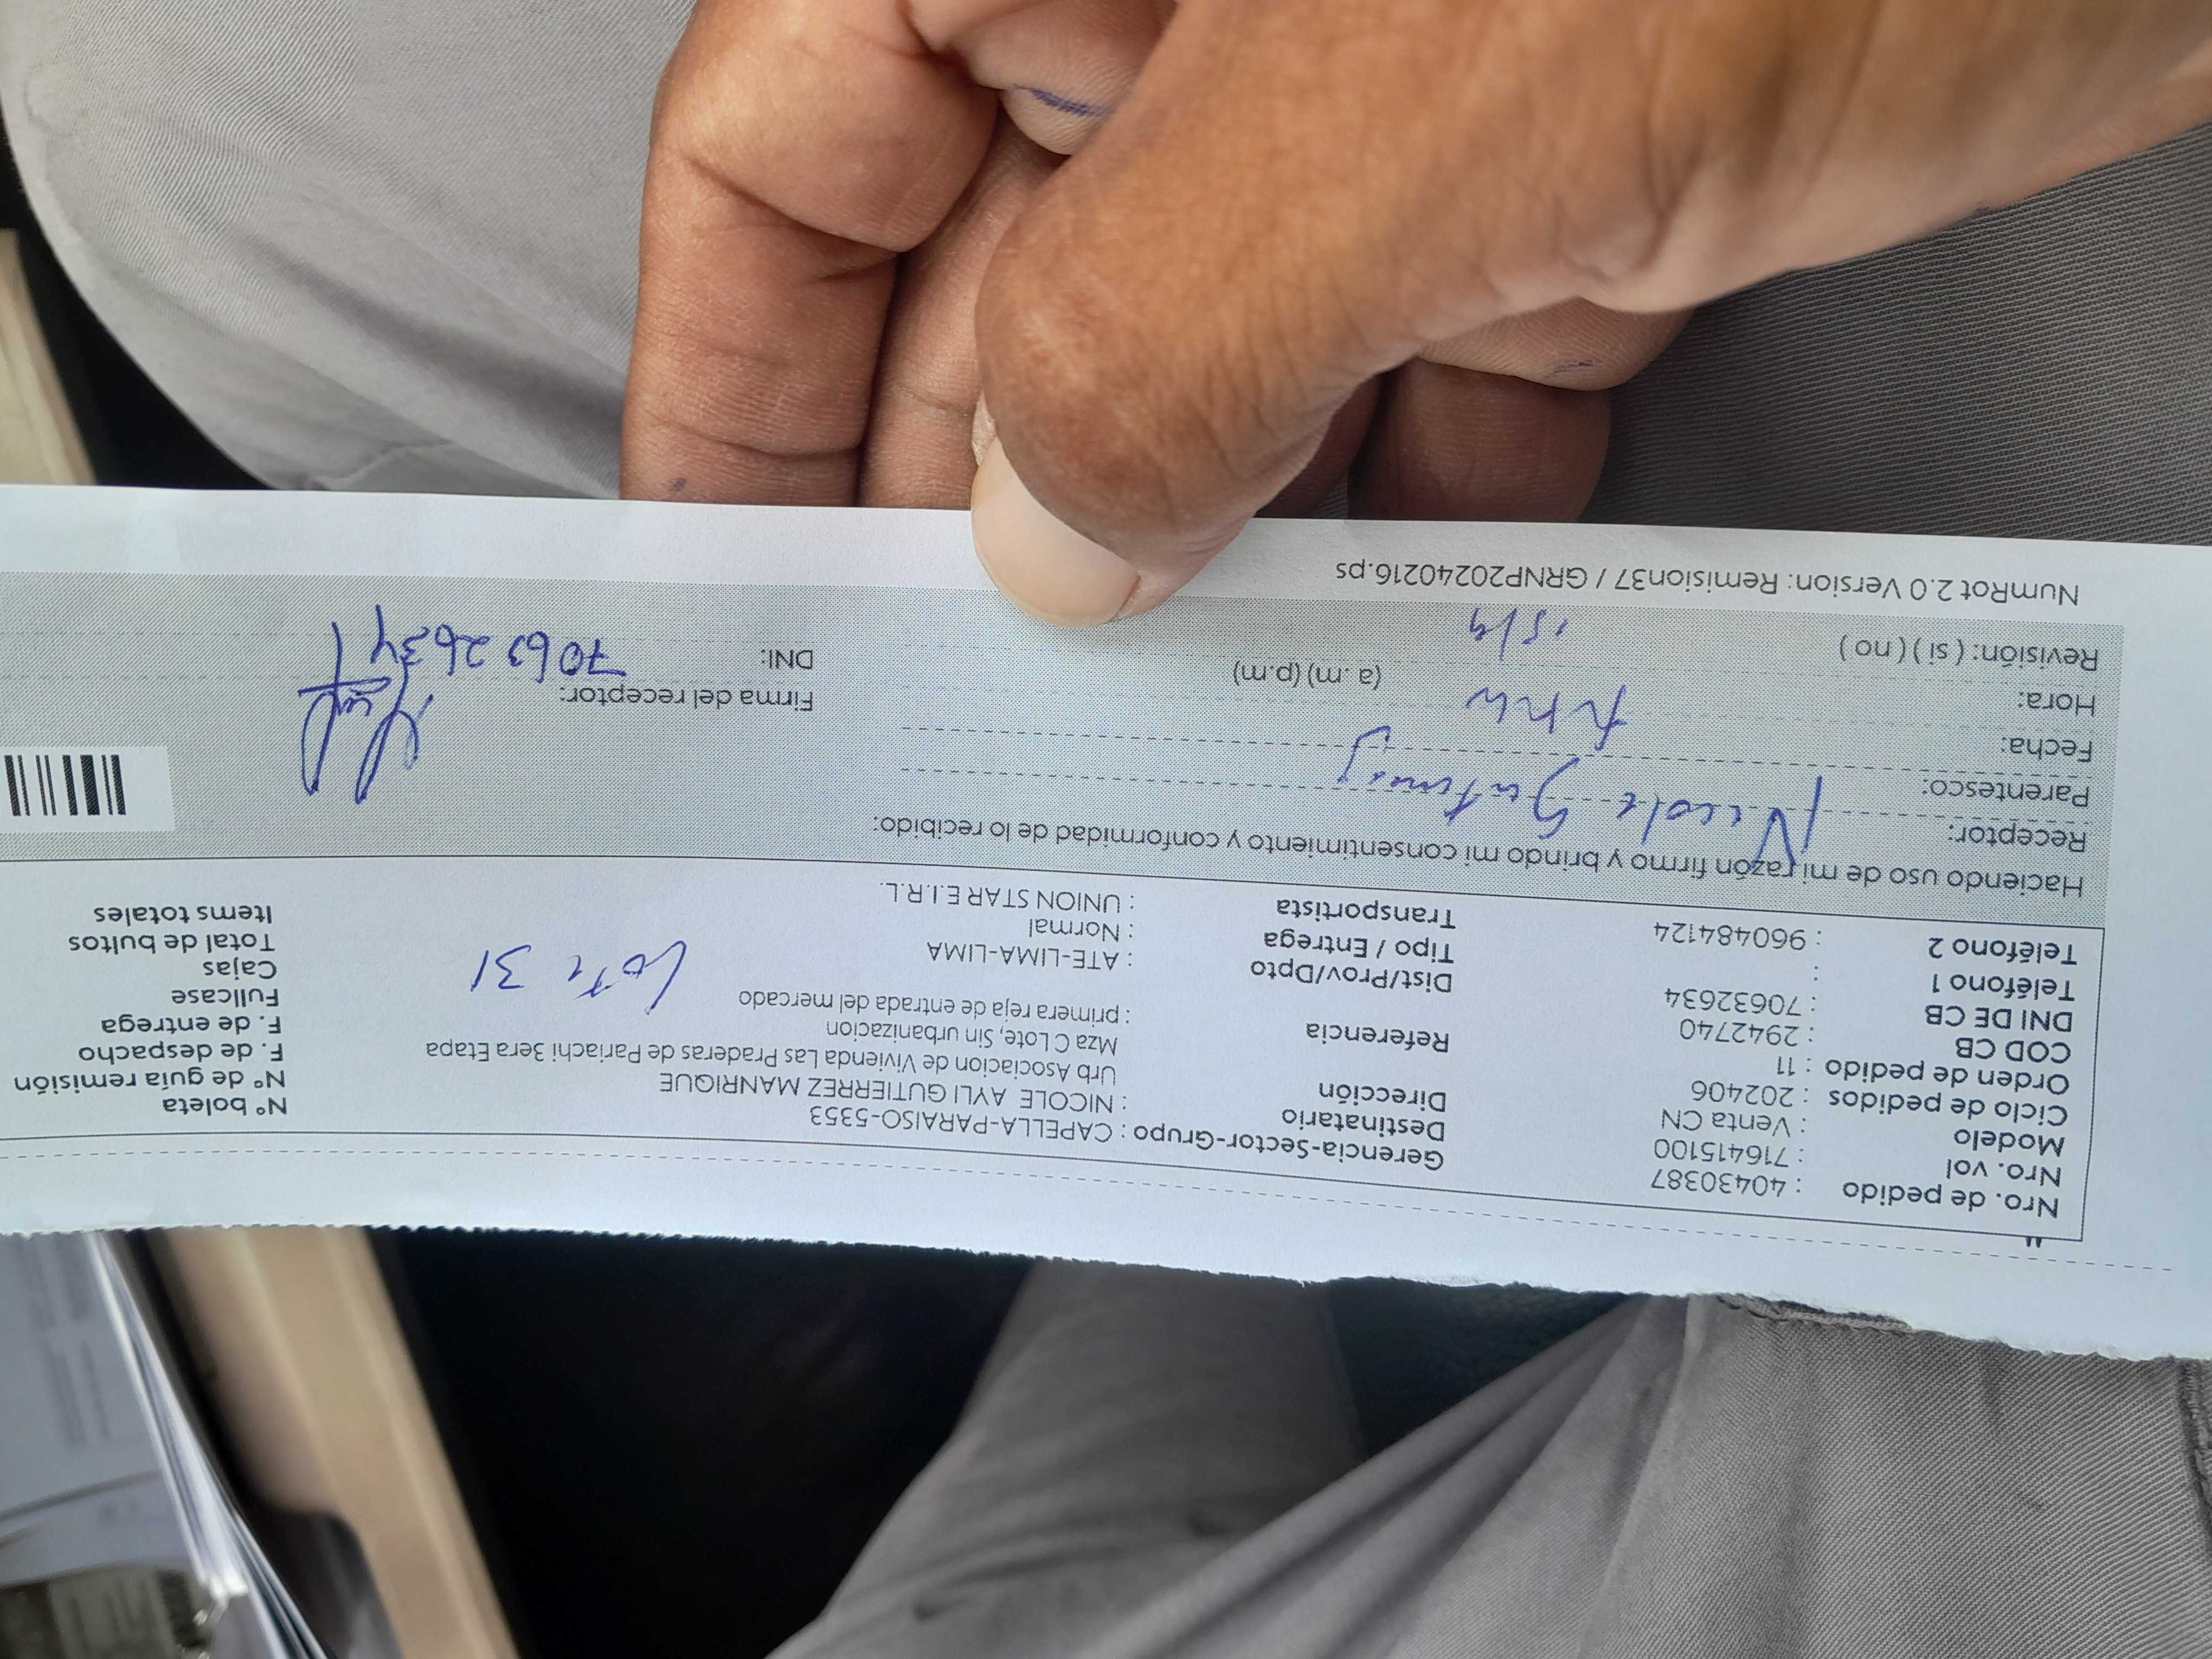 Nro. de pedido : 40430387
Nro. vol : 716415100
Modelo : Venta CN
Ciclo de pedidos : 202406
Orden de pedido : 11
COD CB : 2942740
DNI DE CB : 70632634
Teléfono 1 :
Teléfono 2 : 960484124
Gerencia-Sector-Grupo : CAPELLA-PARAISO-5353
Destinatario : NICOLE AYLI GUTIERREZ MANRIQUE
Dirección Urb Asociacion de Vivienda Las Praderas de Pariachi 3era Etapa
Mza C Lote, Sin urbanizacion
Referencia : primera reja de entrada del mercado
Lote 31
Dist/Prov/Dpto : ATE-LIMA-LIMA
Tipo / Entrega : Normal
Transportista : UNION STAR E.I.R.L.
N° boleta
N° de guía remisión
F. de despacho
F. de entrega
Fullcase
Cajas
Total de bultos
Items totales
Haciendo uso de mi razón firmo y brindo mi consentimiento y conformidad de lo recibido:
Receptor: Nicole
Parentesco:
Fecha:
Hora: (a .m) (p.m)
Revisión: ( si ) ( no )
Firma del receptor:
DNI: 70632634
NumRot 2.0 Version: Remision37 / GRNP20240216.ps